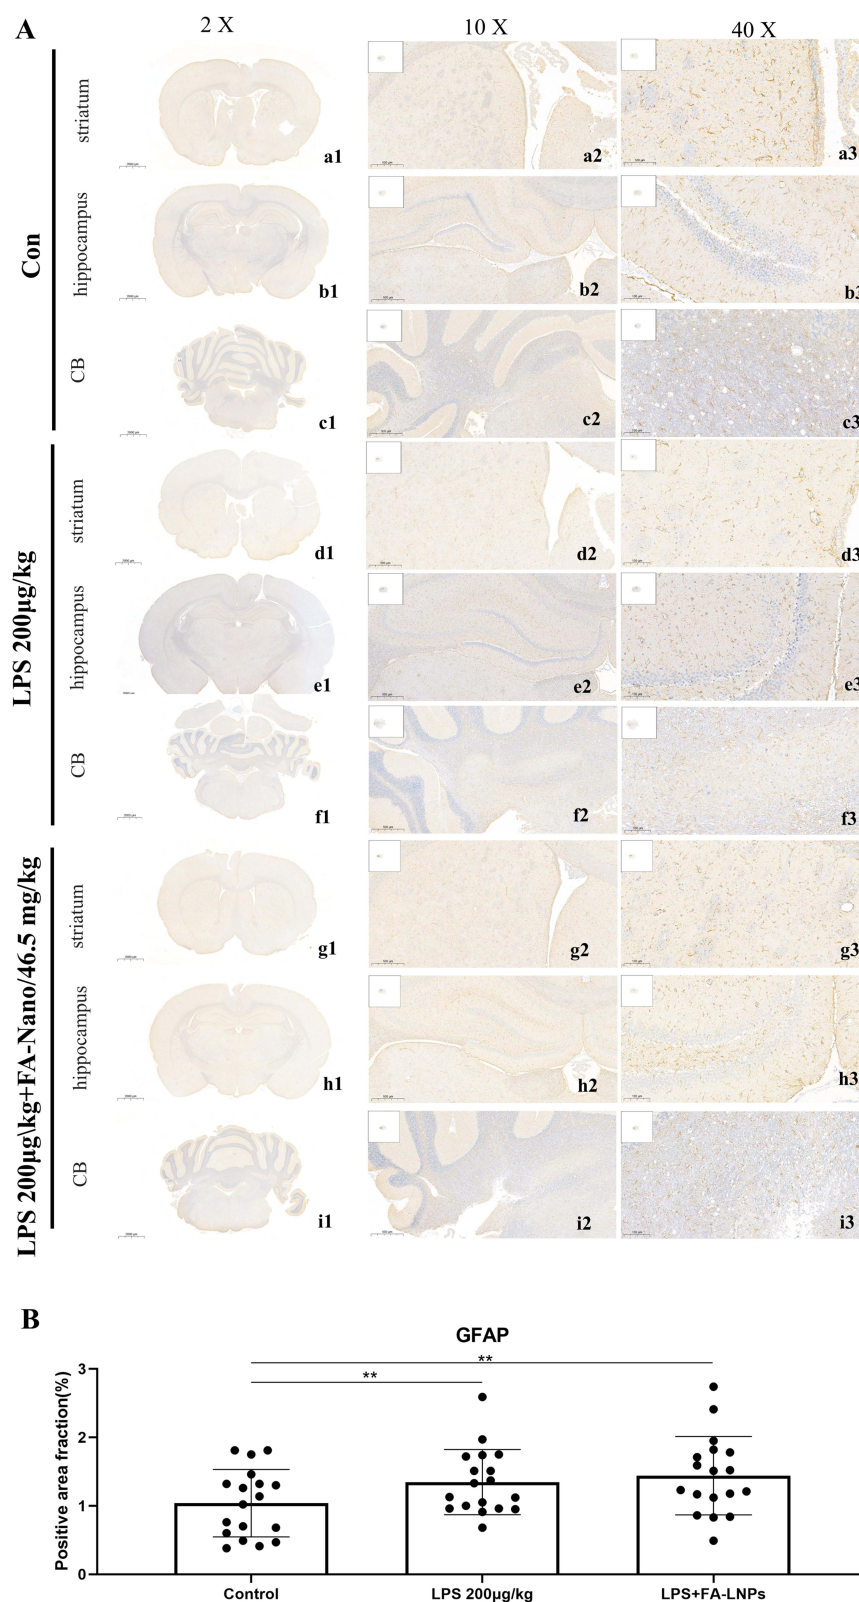 A
2 X
10 X
40 X
Con
striatum
a1
a2
a3
hippocampus
b1
b2
b3
CB
c1
c2
c3
LPS 200μg/kg
striatum
d1
d2
d3
hippocampus
e1
e2
e3
CB
f1
f2
f3
LPS 200μg\kg+FA-Nano/46.5 mg/kg
striatum
g1
g2
g3
hippocampus
h1
h2
h3
CB
i1
i2
i3
B
GFAP
**
**
Positive area fraction(%)
3
2
1
0
Control
LPS 200μg/kg
LPS+FA-LNPs